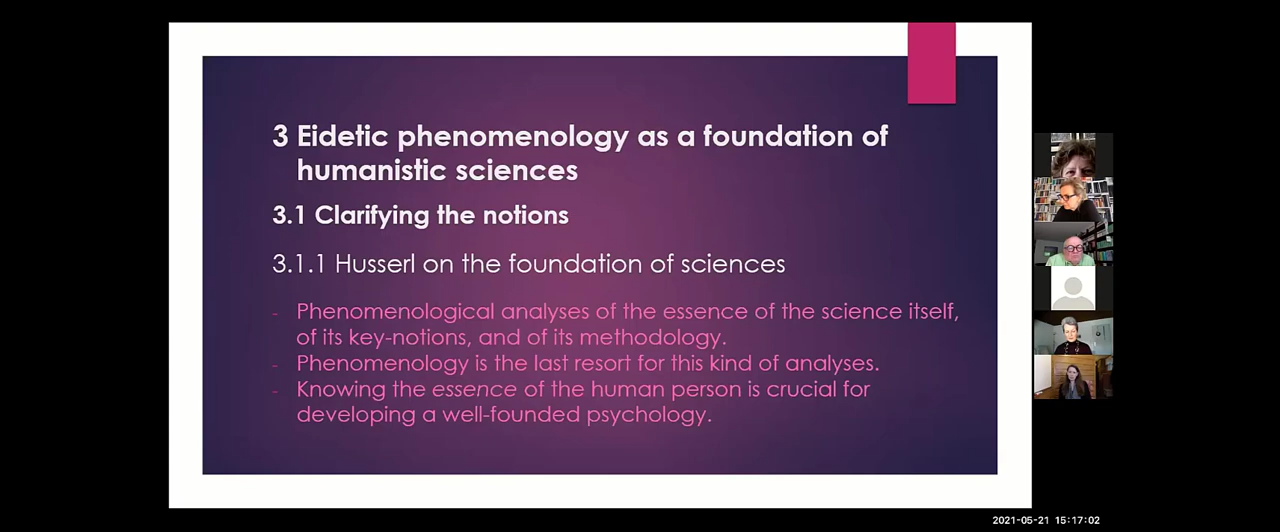 3 Eidetic phenomenology as a foundation of
humanistic sciences
3.1 Clarifying the notions
3.1.1 Husserl on the foundation of sciences
- Phenomenological analyses of the essence of the science itself,
of its key-notions, and of its methodology.
- Phenomenology is the last resort for this kind of analyses.
- Knowing the essence of the human person is crucial for
developing a well-founded psychology.
2021-05-21 15:17:02